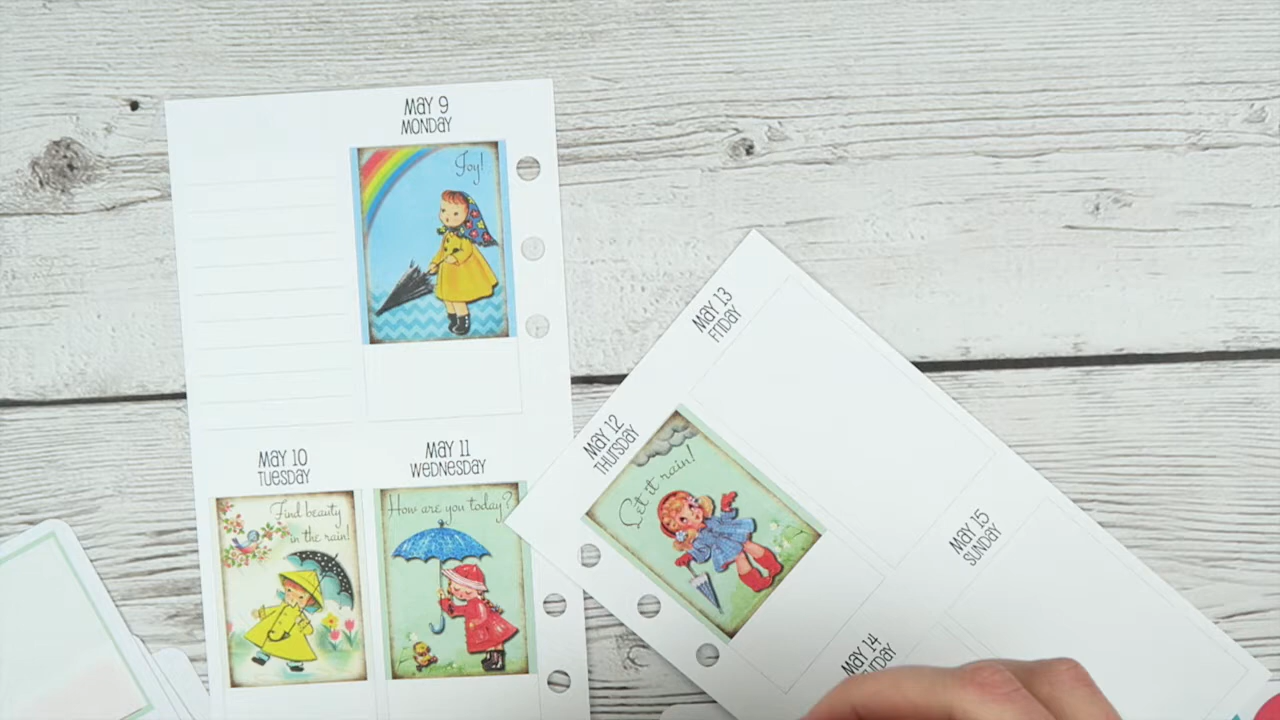 MAY 9
MONDAY
Joy!
MAY 10
TUESDAY
Find beauty
in the rain!
MAY 11
WEDNESDAY
How are you today?
MAY 12
THURSDAY
Let it rain!
MAY 13
FRIDAY
MAY 14
MAY 15
SUNDAY